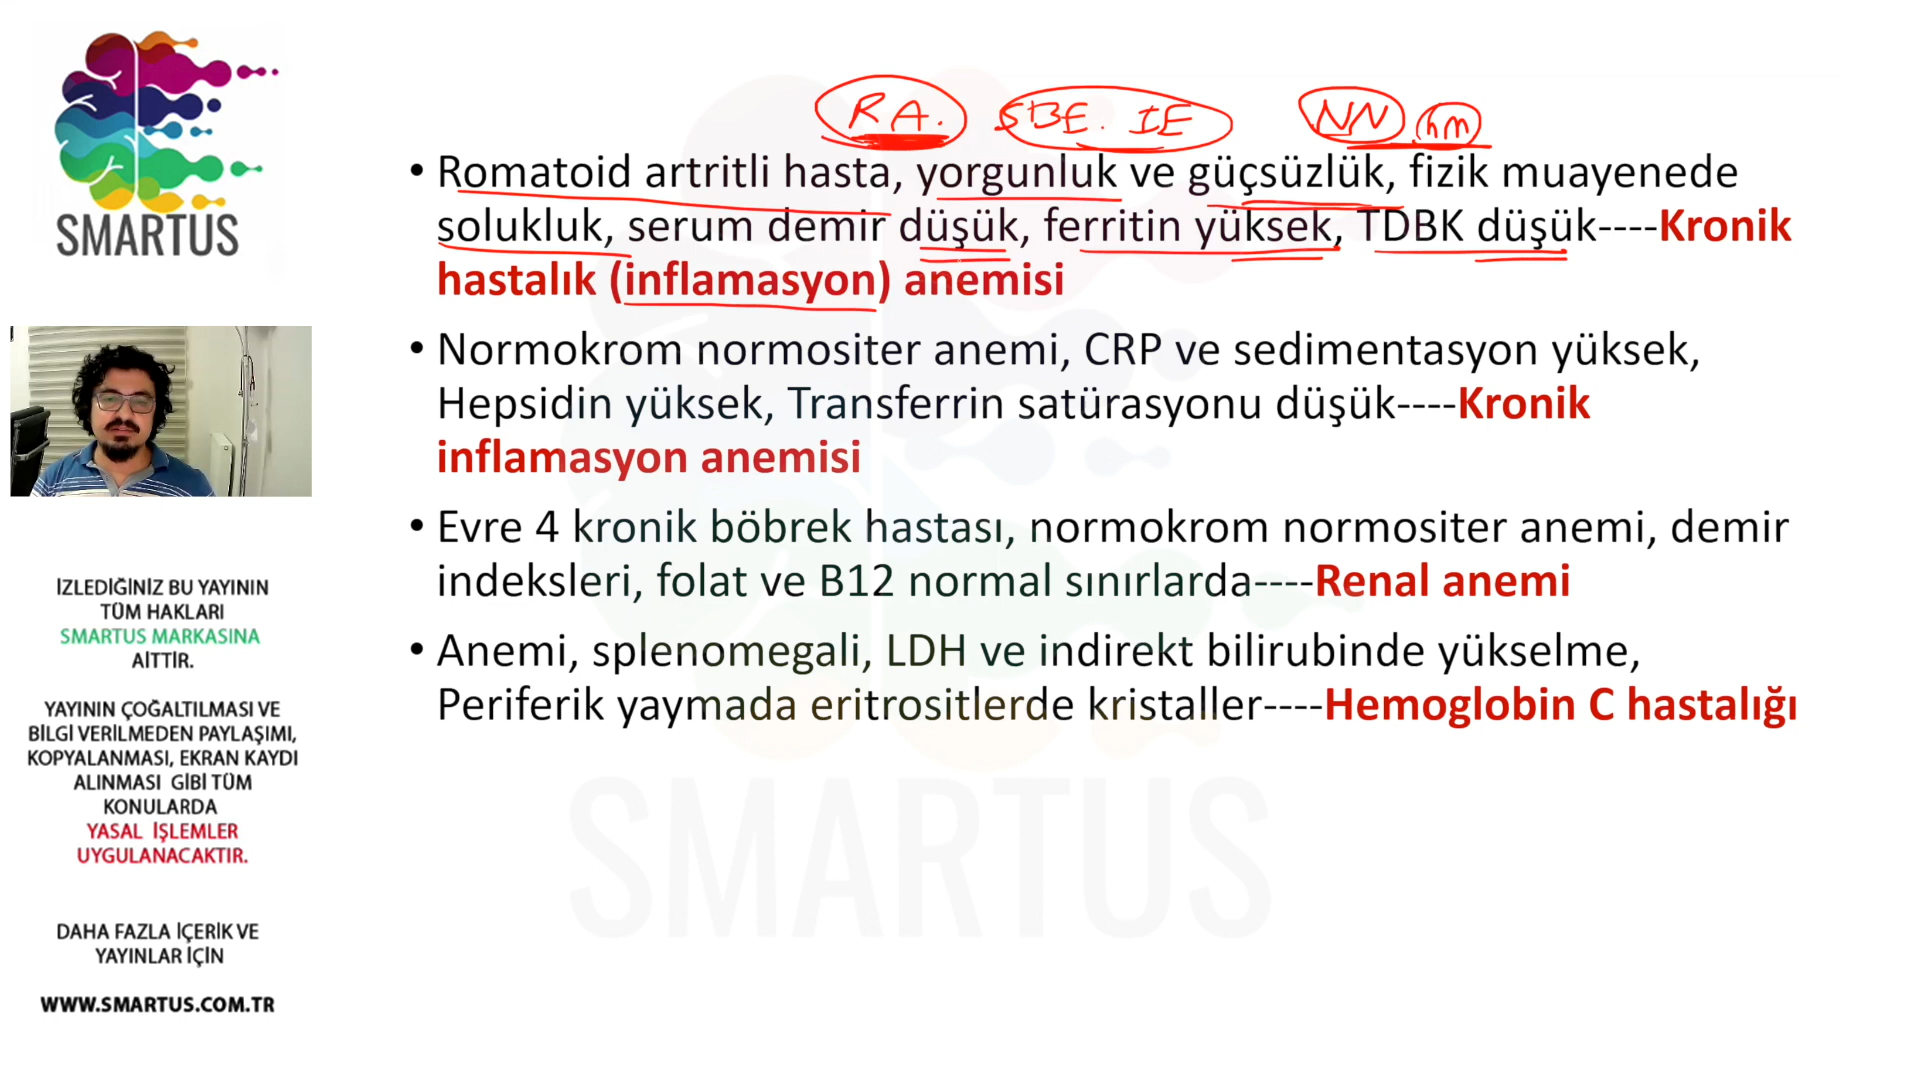 SMARTUS
RA. SBE. IE NN hm
• Romatoid artritli hasta, yorgunluk ve güçsüzlük, fizik muayenede
solukluk, serum demir düşük, ferritin yüksek, TDBK düşük----Kronik
hastalık (inflamasyon) anemisi
• Normokrom normositer anemi, CRP ve sedimentasyon yüksek,
Hepsidin yüksek, Transferrin satürasyonu düşük----Kronik
inflamasyon anemisi
• Evre 4 kronik böbrek hastası, normokrom normositer anemi, demir
indeksleri, folat ve B12 normal sınırlarda----Renal anemi
• Anemi, splenomegali, LDH ve indirekt bilirubinde yükselme,
Periferik yaymada eritrositlerde kristaller----Hemoglobin C hastalığı
SMARTUS
İZLEDİĞİNİZ BU YAYININ
TÜM HAKLARI
SMARTUS MARKASINA
AİTTİR.
YAYININ ÇOĞALTILMASI VE
BİLGİ VERİLMEDEN PAYLAŞIMI,
KOPYALANMASI, EKRAN KAYDI
ALINMASI GİBİ TÜM
KONULARDA
YASAL İŞLEMLER
UYGULANACAKTIR.
DAHA FAZLA İÇERİK VE
YAYINLAR İÇİN
WWW.SMARTUS.COM.TR